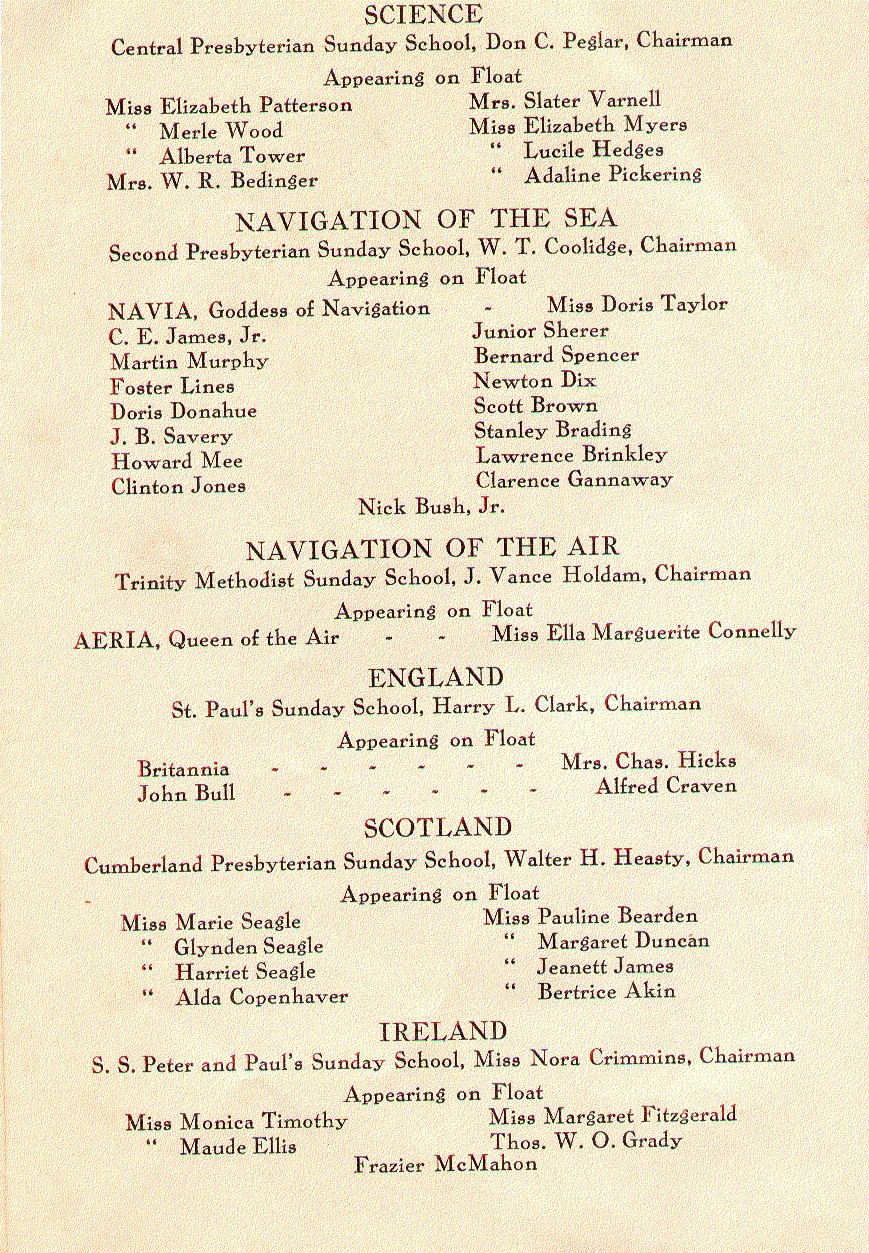 SCIENCE
Central Presbyterian Sunday School, Don C. Peglar, Chairman
Appearing on Float
Miss Elizabeth Patterson Mrs. Slater Varnell
“ Merle Wood Miss Elizabeth Myers
“ Alberta Tower “ Lucile Hedges
Mrs. W. R. Bedinger “ Adaline Pickering
NAVIGATION OF THE SEA
Second Presbyterian Sunday School, W. T. Coolidge, Chairman
Appearing on Float
NAVIA, Goddess of Navigation - Miss Doris Taylor
C. E. James, Jr. Junior Sherer
Martin Murphy Bernard Spencer
Foster Lines Newton Dix
Doris Donahue Scott Brown
J. B. Savery Stanley Brading
Howard Mee Lawrence Brinkley
Clinton Jones Clarence Gannaway
Nick Bush, Jr.
NAVIGATION OF THE AIR
Trinity Methodist Sunday School, J. Vance Holdam, Chairman
Appearing on Float
AERIA, Queen of the Air - - Miss Ella Marguerite Connelly
ENGLAND
St. Paul's Sunday School, Harry L. Clark, Chairman
Appearing on Float
Britannia - - - - - - Mrs. Chas. Hicks
John Bull - - - - - - Alfred Craven
SCOTLAND
Cumberland Presbyterian Sunday School, Walter H. Heasty, Chairman
Appearing on Float
Miss Marie Seagle Miss Pauline Bearden
“ Glynden Seagle “ Margaret Duncan
“ Harriet Seagle “ Jeanett James
“ Alda Copenhaver “ Bertrice Akin
IRELAND
S. S. Peter and Paul's Sunday School, Miss Nora Crimmins, Chairman
Appearing on Float
Miss Monica Timothy Miss Margaret Fitzgerald
“ Maude Ellis Thos. W. O. Grady
Frazier McMahon